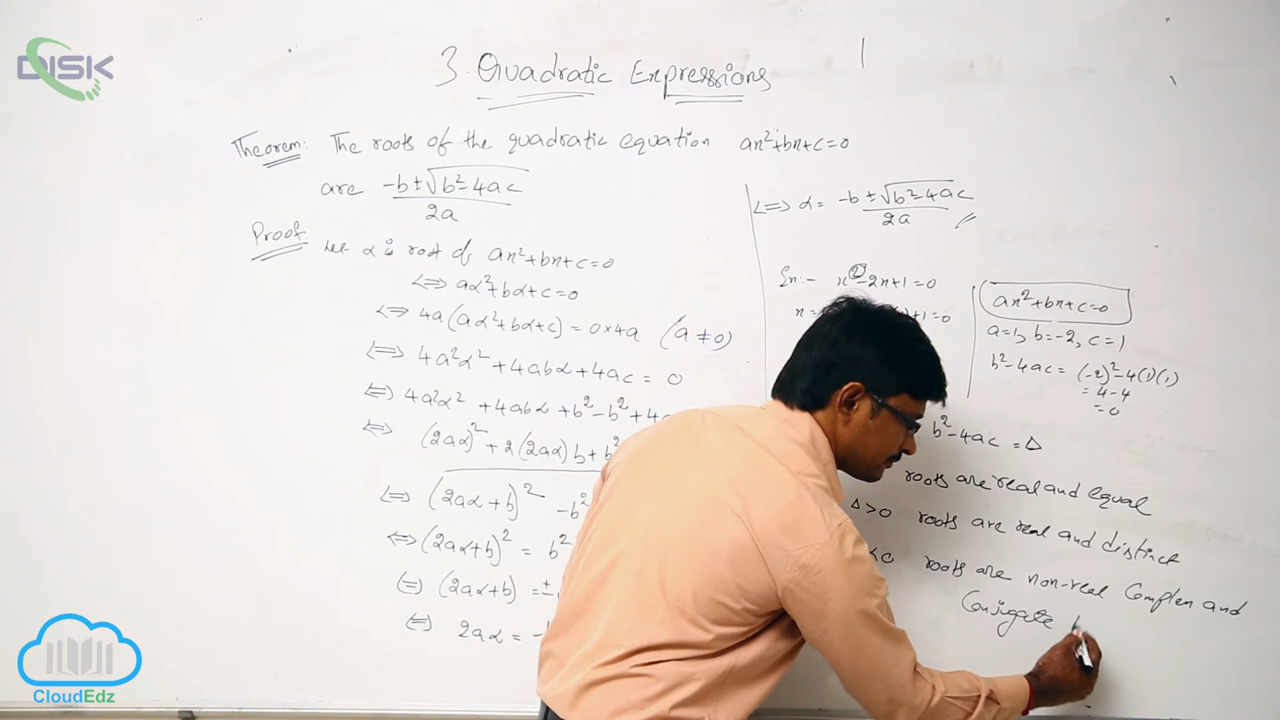 DISK
3. Quadratic Expressions
Theorem: The roots of the quadratic equation ax²+bx+c=0
are -b±√b²-4ac / 2a
Proof: Let α is root of ax²+bx+c=0
⟺ aα²+bα+c=0
⟺ 4a(aα²+bα+c) = 0×4a (a≠0)
⟺ 4a²α² + 4abα + 4ac = 0
⟺ 4a²α² + 4abα + b² - b² + 4
⟺ (2aα)² + 2(2aα)b + b²
⟺ (2aα+b)² - b²
⟺ (2aα+b)² = b²
⟺ (2aα+b) = ±
⟺ 2aα = -
⟺ α = -b±√b²-4ac / 2a
Ex:- x²-2x+1=0
+1=0
ax²+bx+c=0
a=1, b=-2, c=1
b²-4ac = (-2)²-4(1)(1)
= 4-4
=0
b²-4ac = Δ
roots are real and equal
Δ>0 roots are real and distinct
<0 roots are non-real Complex and
Conjugate
CloudEdz